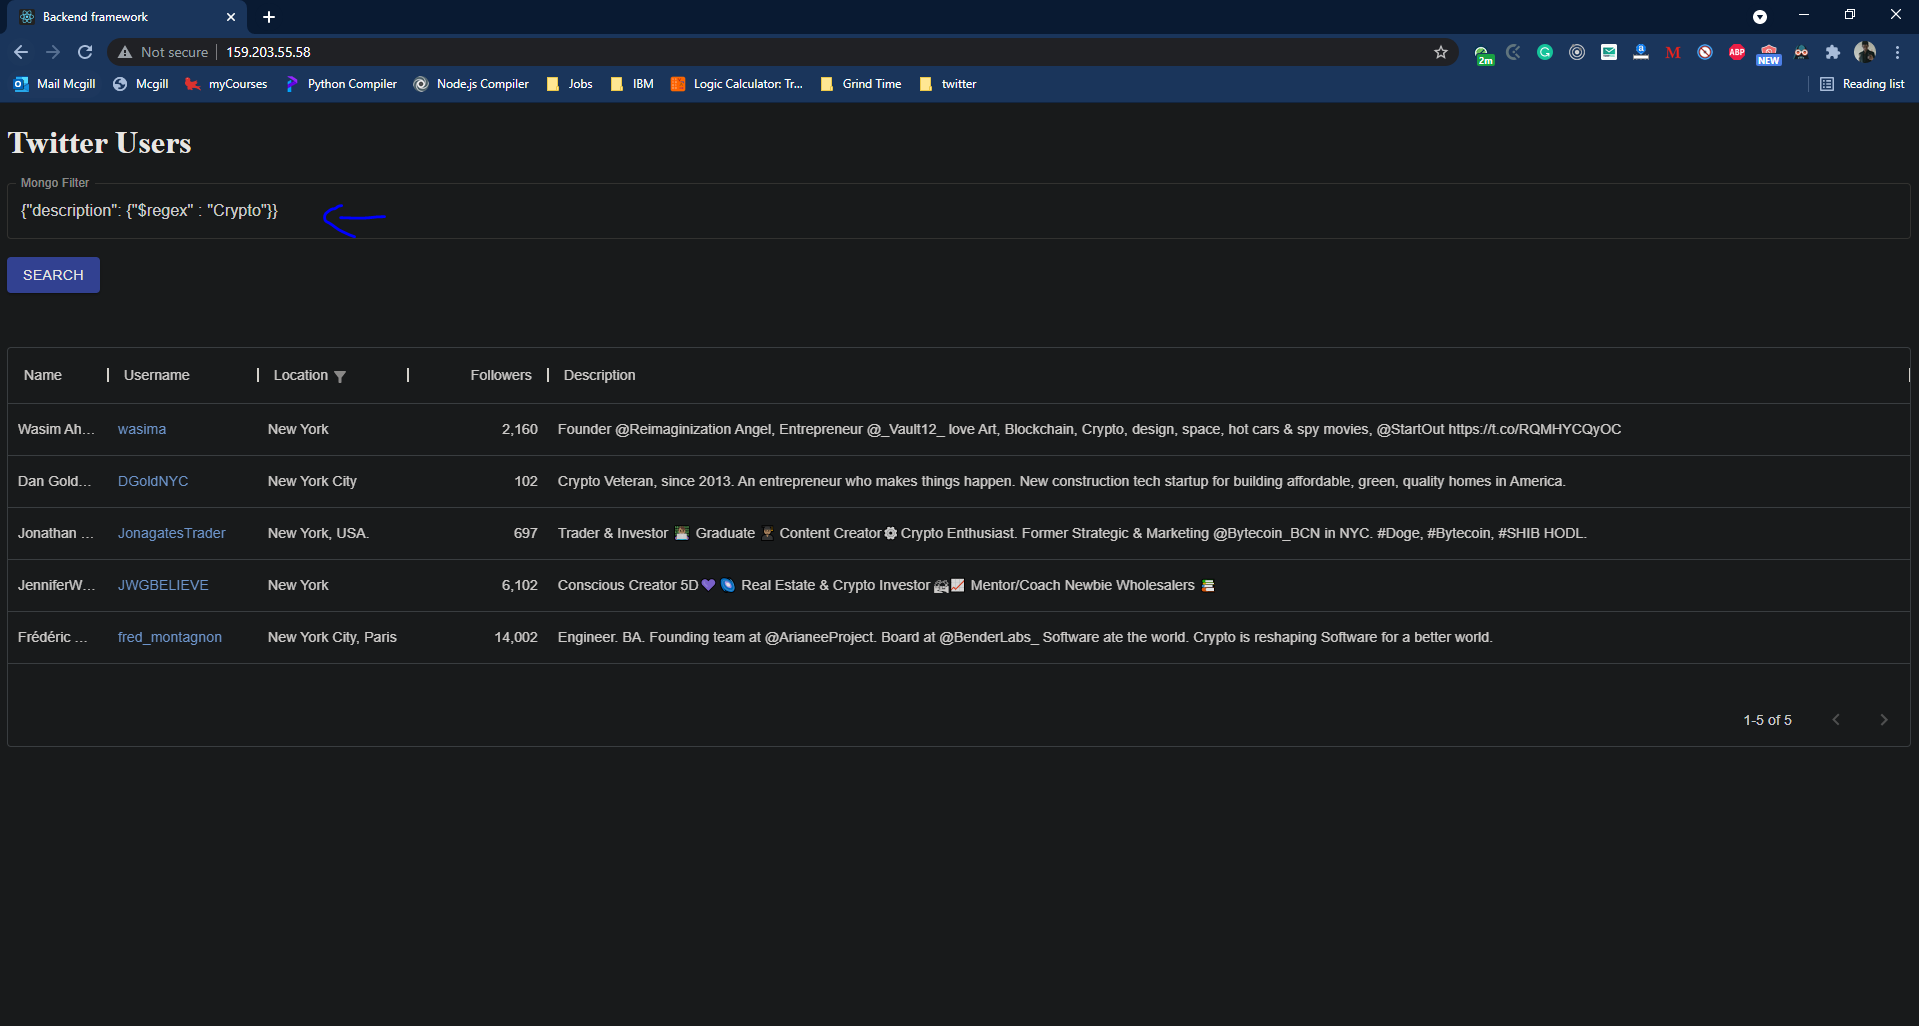 Backend framework
Not secure | 159.203.55.58
2m
ABP
NEW
Mail Mcgill
Mcgill
myCourses
Python Compiler
Node.js Compiler
Jobs
IBM
Logic Calculator: Tr...
Grind Time
twitter
Reading list
Twitter Users
Mongo Filter
{"description": {"$regex" : "Crypto"}}
SEARCH
Name Username Location Followers Description
Wasim Ah... wasima New York 2,160 Founder @Reimaginization Angel, Entrepreneur @_Vault12_ love Art, Blockchain, Crypto, design, space, hot cars & spy movies, @StartOut https://t.co/RQMHYCQyOC
Dan Gold... DGoldNYC New York City 102 Crypto Veteran, since 2013. An entrepreneur who makes things happen. New construction tech startup for building affordable, green, quality homes in America.
Jonathan ... JonagatesTrader New York, USA. 697 Trader & Investor 👨🏽‍💻 Graduate 👨🏿‍🎓 Content Creator⚙ Crypto Enthusiast. Former Strategic & Marketing @Bytecoin_BCN in NYC. #Doge, #Bytecoin, #SHIB HODL.
JenniferW... JWGBELIEVE New York 6,102 Conscious Creator 5D💜 🌌 Real Estate & Crypto Investor 🏘📈 Mentor/Coach Newbie Wholesalers 📚
Frédéric ... fred_montagnon New York City, Paris 14,002 Engineer. BA. Founding team at @ArianeeProject. Board at @BenderLabs_ Software ate the world. Crypto is reshaping Software for a better world.
1-5 of 5